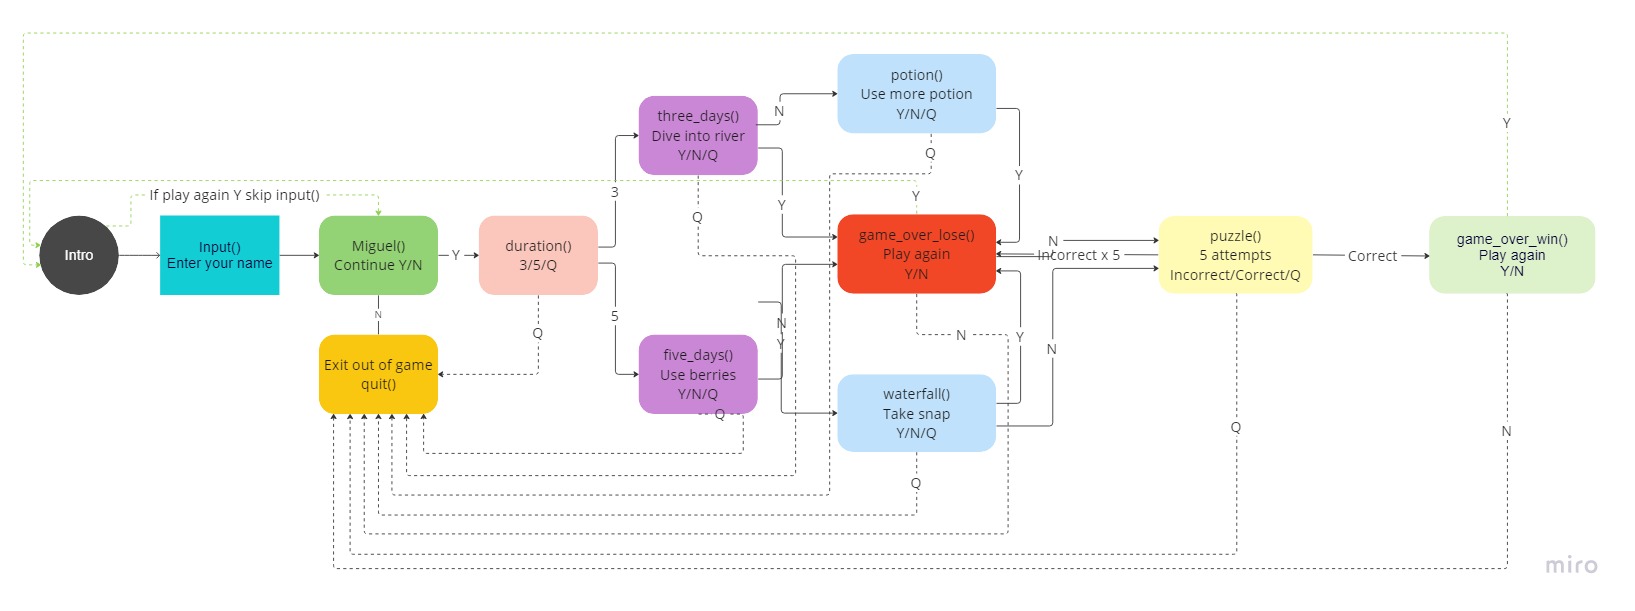 potion()
Use more potion
Y/N/Q
three_days()
Dive into river
Y/N/Q
N
Y
Q
Y
3
Y
Q
Y
If play again Y skip input()
Intro
Input()
Enter your name
Miguel()
Continue Y/N
Y
duration()
3/5/Q
game_over_lose()
Play again
Y/N
N
Incorrect x 5
puzzle()
5 attempts
Incorrect/Correct/Q
Correct
game_over_win()
Play again
Y/N
N
5
Q
N
Y
N
Y
N
Exit out of game
quit()
five_days()
Use berries
Y/N/Q
Q
waterfall()
Take snap
Y/N/Q
Q
Q
N
miro